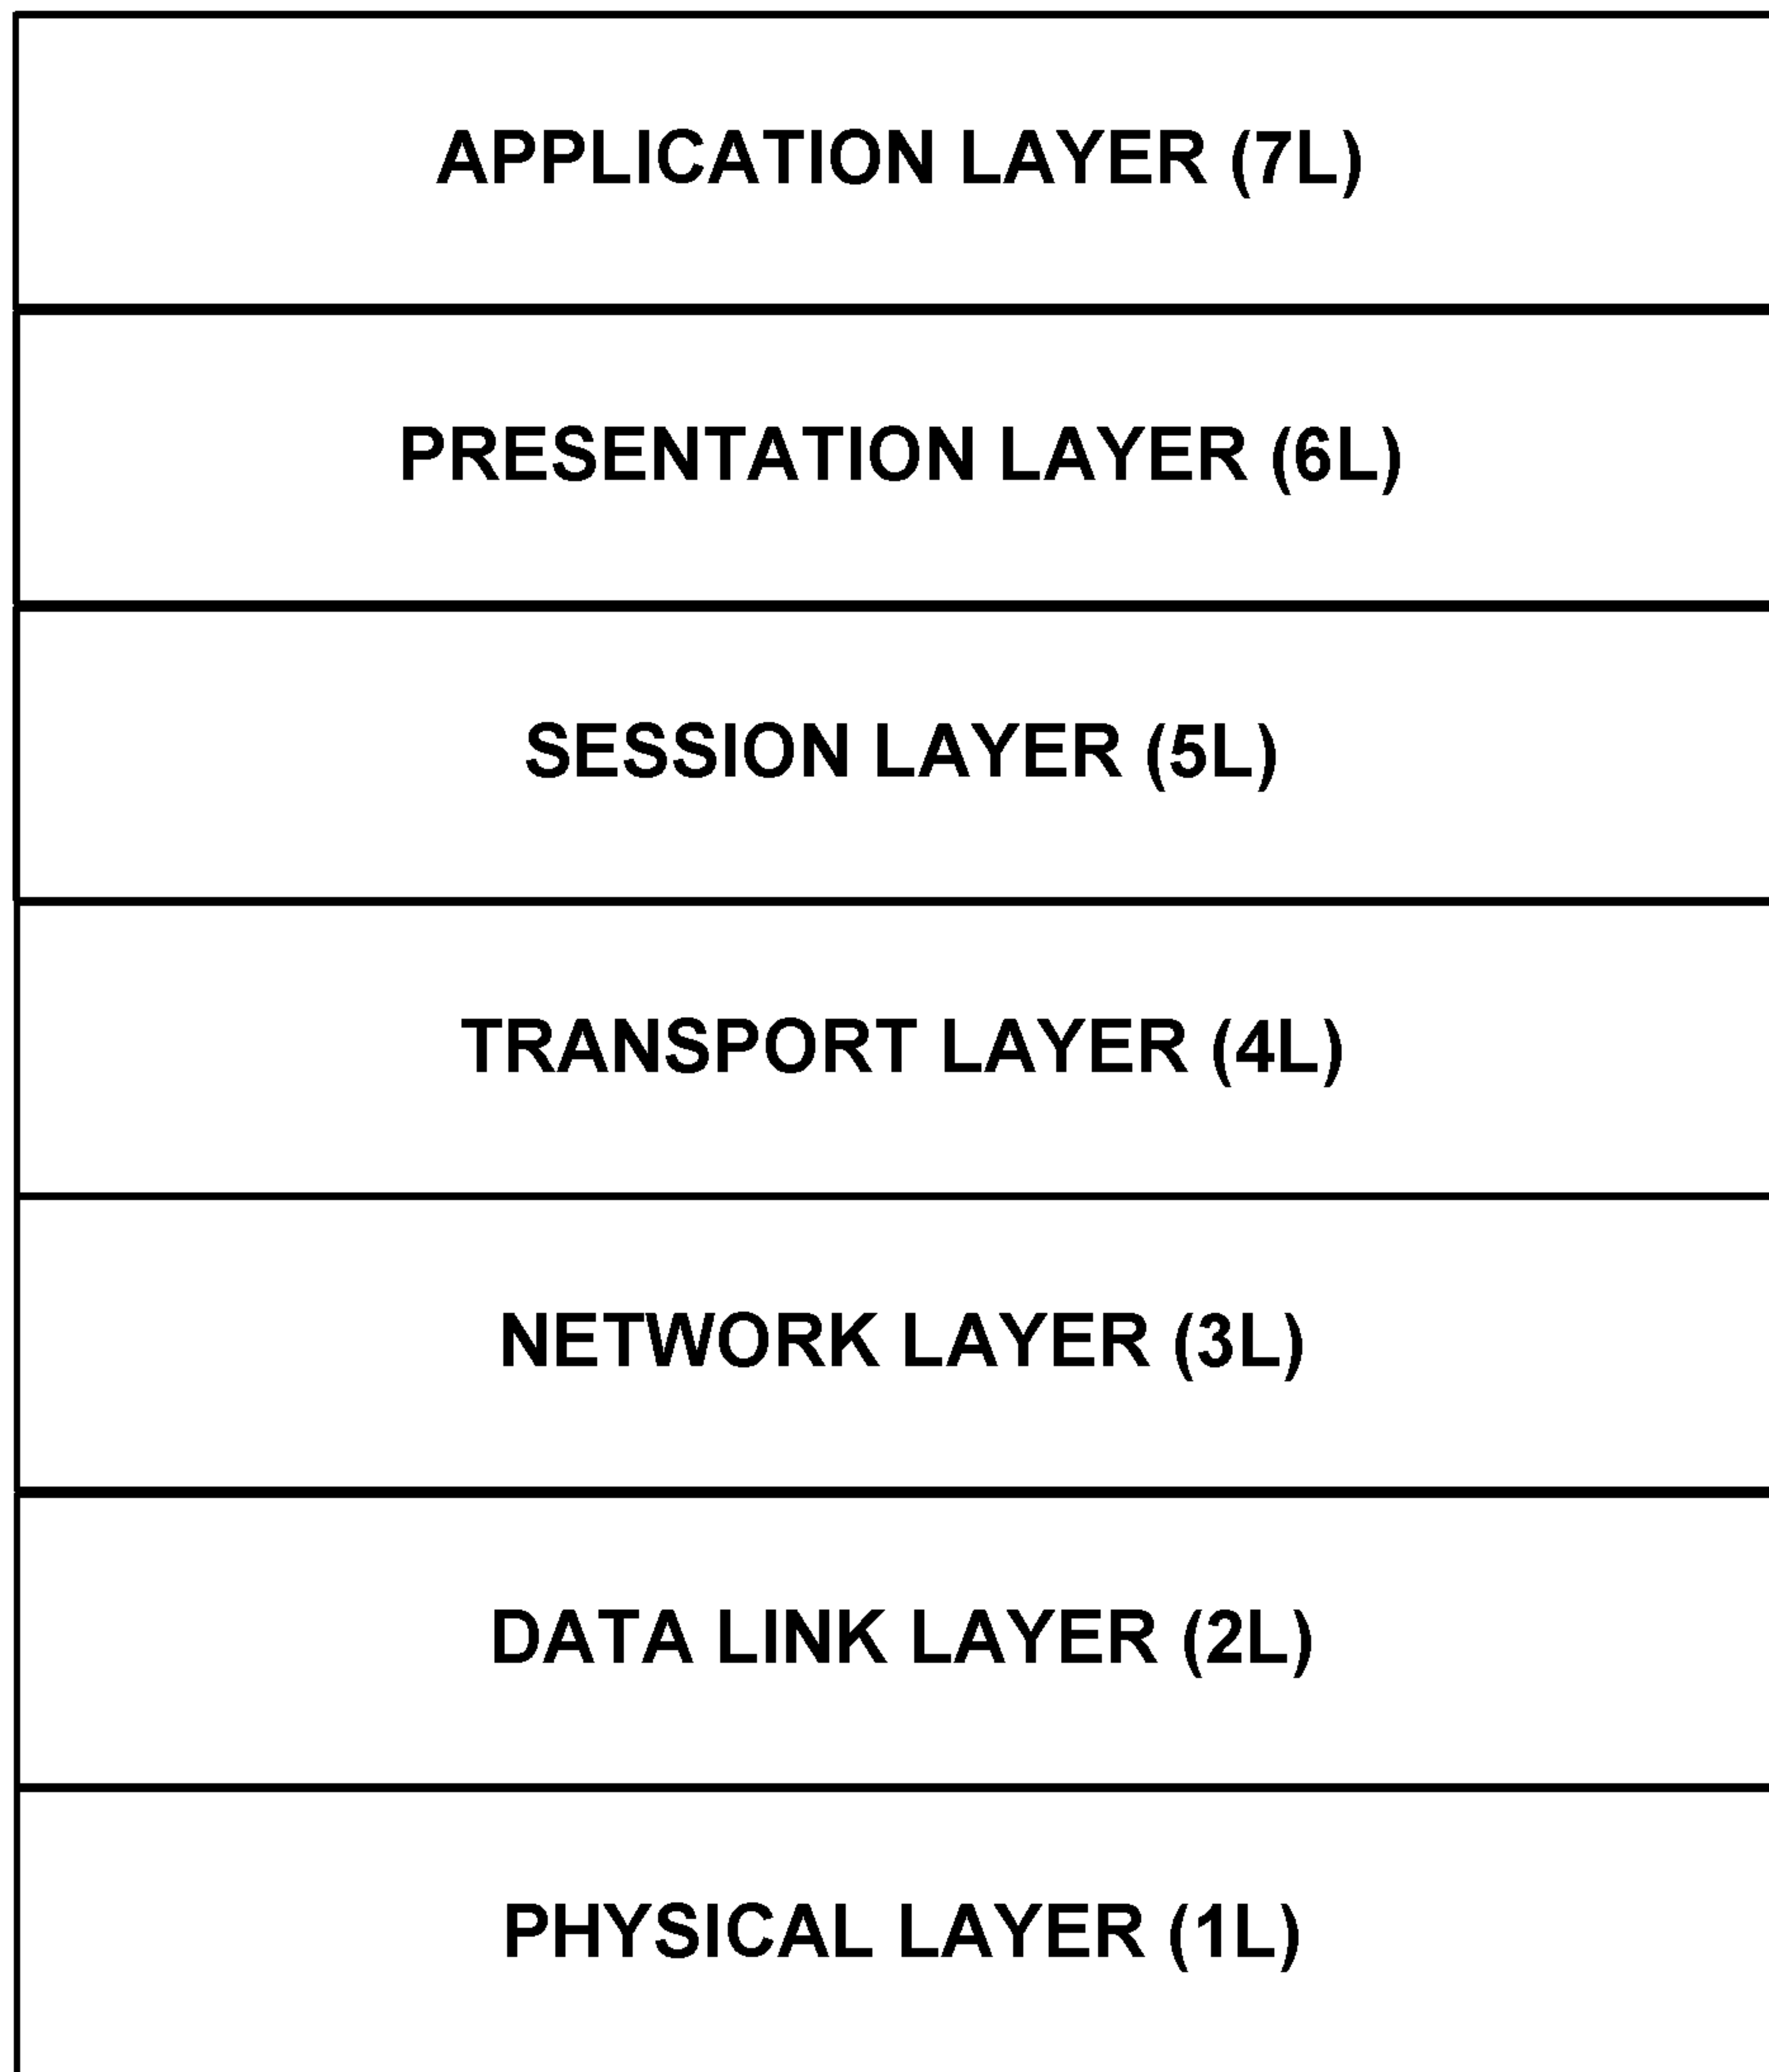 APPLICATION LAYER (7L)
PRESENTATION LAYER (6L)
SESSION LAYER (5L)
TRANSPORT LAYER (4L)
NETWORK LAYER (3L)
DATA LINK LAYER (2L)
PHYSICAL LAYER (1L)